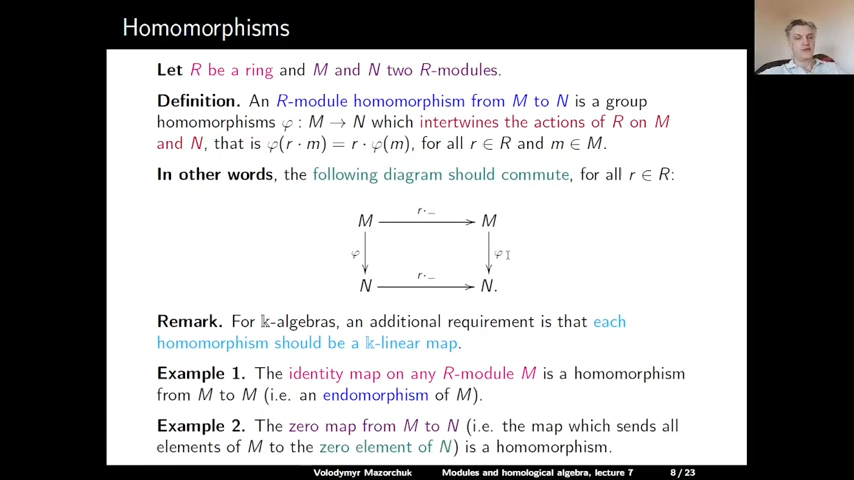 Homomorphisms
Let R be a ring and M and N two R-modules.
Definition. An R-module homomorphism from M to N is a group
homomorphisms φ : M → N which intertwines the actions of R on M
and N, that is φ(r · m) = r · φ(m), for all r ∈ R and m ∈ M.
In other words, the following diagram should commute, for all r ∈ R:
r·_
M M
φ φ
r·_
N N.
Remark. For 𝕜-algebras, an additional requirement is that each
homomorphism should be a 𝕜-linear map.
Example 1. The identity map on any R-module M is a homomorphism
from M to M (i.e. an endomorphism of M).
Example 2. The zero map from M to N (i.e. the map which sends all
elements of M to the zero element of N) is a homomorphism.
Volodymyr Mazorchuk Modules and homological algebra, lecture 7 8/23